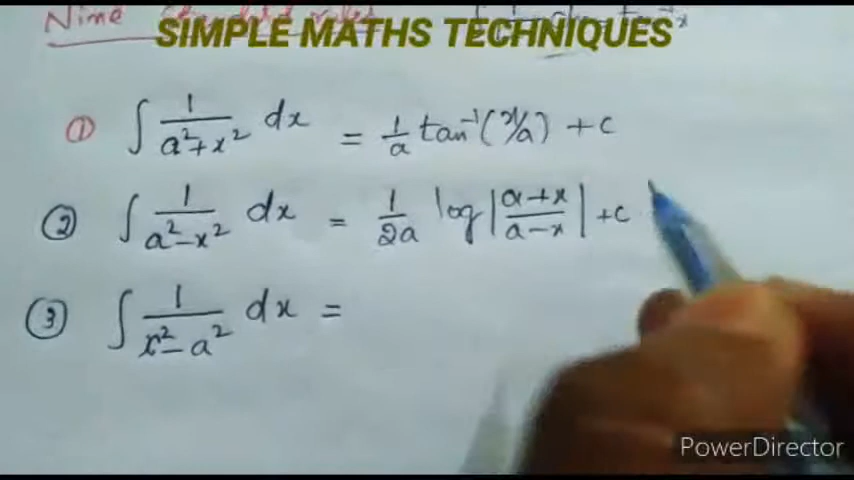 SIMPLE MATHS TECHNIQUES
① ∫ 1/(a²+x²) dx = 1/a tan⁻¹(x/a) + c
② ∫ 1/(a²-x²) dx = 1/2a log|(a+x)/(a-x)| + c
③ ∫ 1/(x²-a²) dx =
PowerDirector